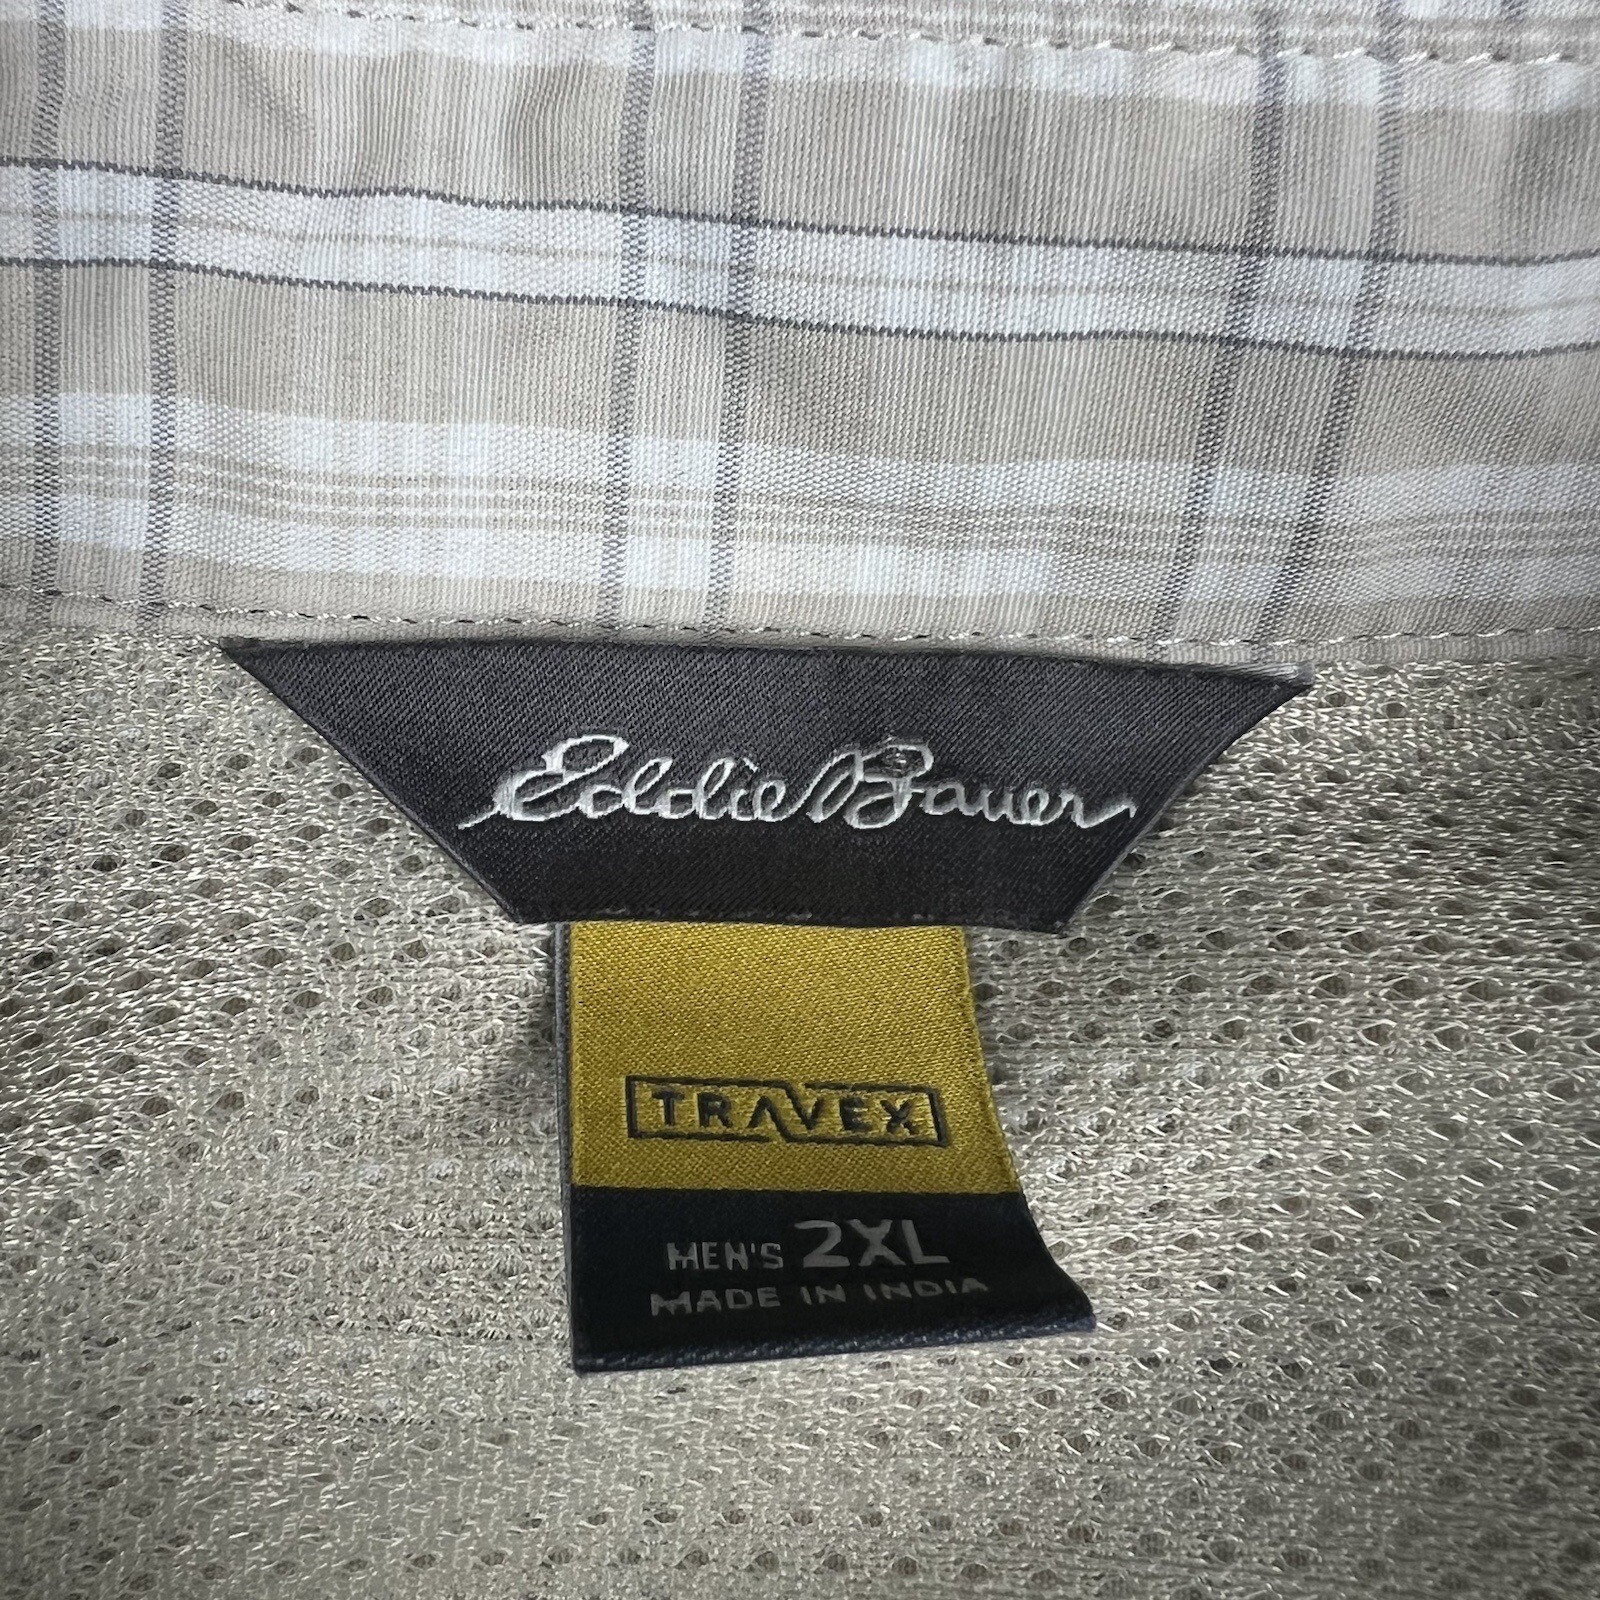 Eddie Bauer
TRAVEX
MEN'S 2XL
MADE IN INDIA